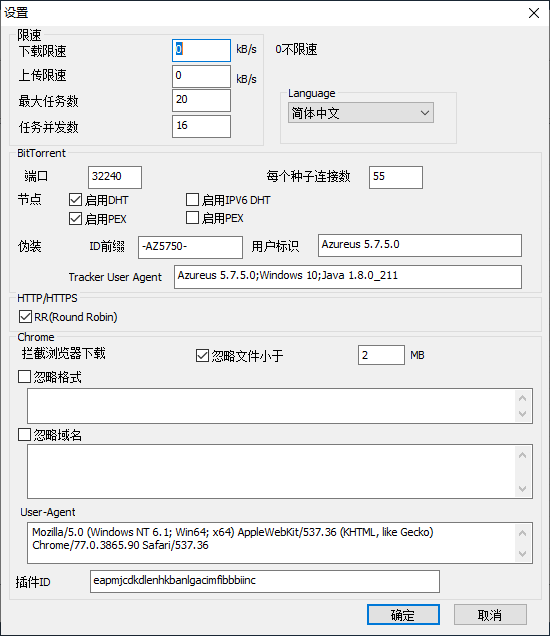 设置
限速
下载限速 0 kB/s 0不限速
上传限速 0 kB/s
最大任务数 20
Language
任务并发数 16
简体中文
BitTorrent
端口 32240 每个种子连接数 55
节点 启用DHT 启用IPV6 DHT
启用PEX 启用PEX
伪装 ID前缀 -AZ5750- 用户标识 Azureus 5.7.5.0
Tracker User Agent Azureus 5.7.5.0;Windows 10;Java 1.8.0_211
HTTP/HTTPS
RR(Round Robin)
Chrome
拦截浏览器下载 忽略文件小于 2 MB
忽略格式
忽略域名
User-Agent
Mozilla/5.0 (Windows NT 6.1; Win64; x64) AppleWebKit/537.36 (KHTML, like Gecko)
Chrome/77.0.3865.90 Safari/537.36
插件ID eapmjcdkdlenhkbanlgacimfibbbiinc
确定 取消